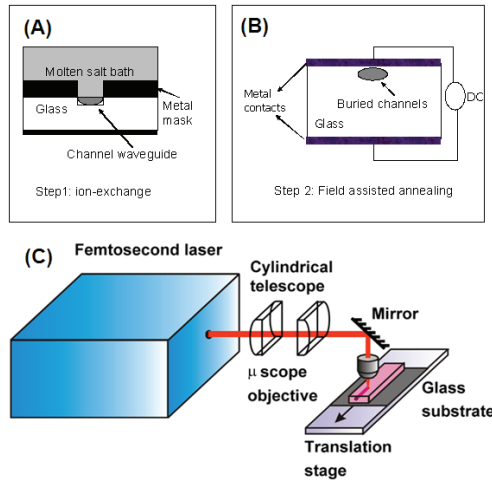 (A)
Molten salt bath
Glass
Metal
mask
Channel waveguide
Step1: ion-exchange
(B)
Metal
contacts
Buried channels
DC
Glass
Step 2: Field assisted annealing
(C)
Femtosecond laser
Cylindrical
telescope
Mirror
μ scope
objective
Glass
substrate
Translation
stage